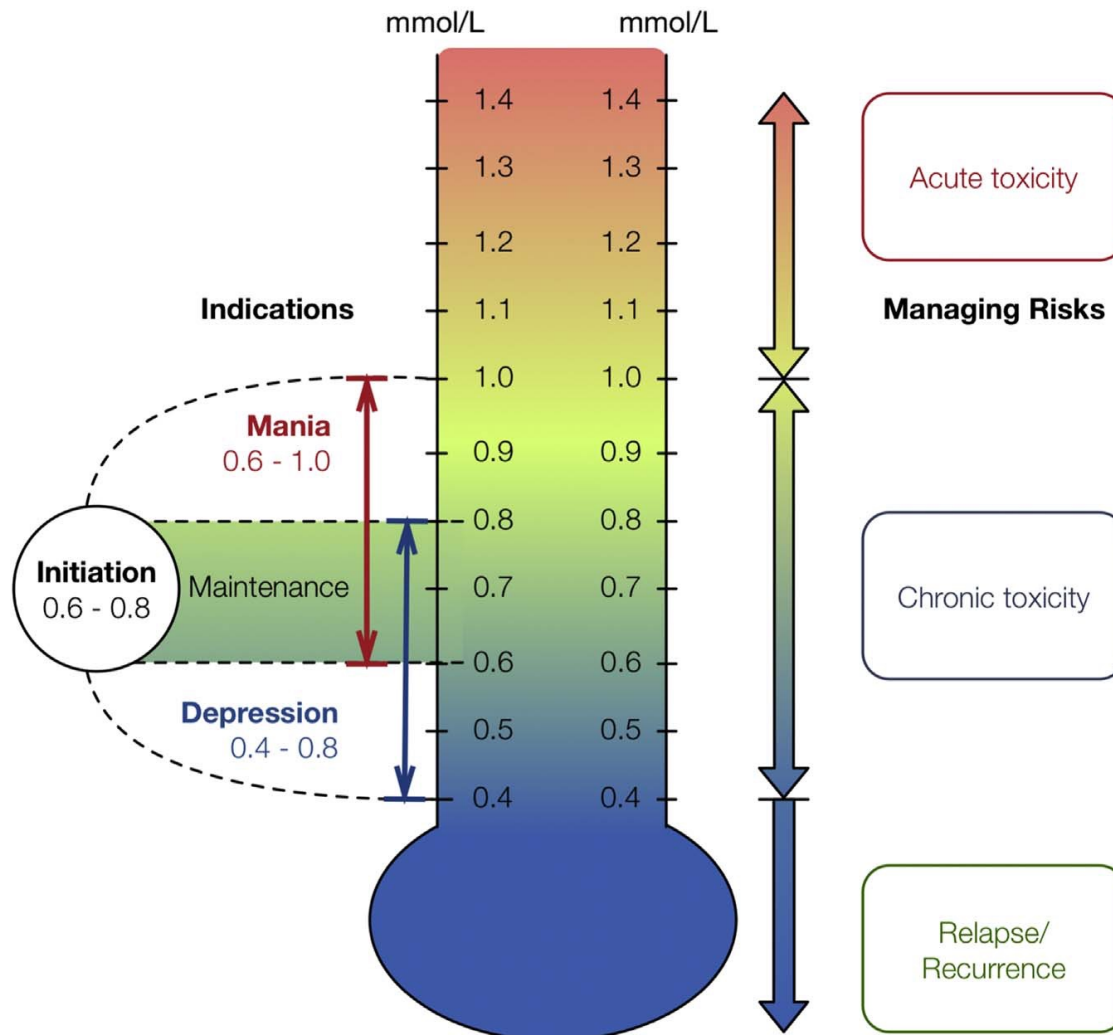 mmol/L mmol/L
1.4 1.4
Acute toxicity
1.3 1.3
1.2 1.2
Indications 1.1 1.1 Managing Risks
1.0 1.0
Mania
0.6 - 1.0
0.9 0.9
0.8 0.8
Initiation
0.6 - 0.8
Maintenance
0.7 0.7
Chronic toxicity
0.6 0.6
Depression
0.4 - 0.8
0.5 0.5
0.4 0.4
Relapse/
Recurrence